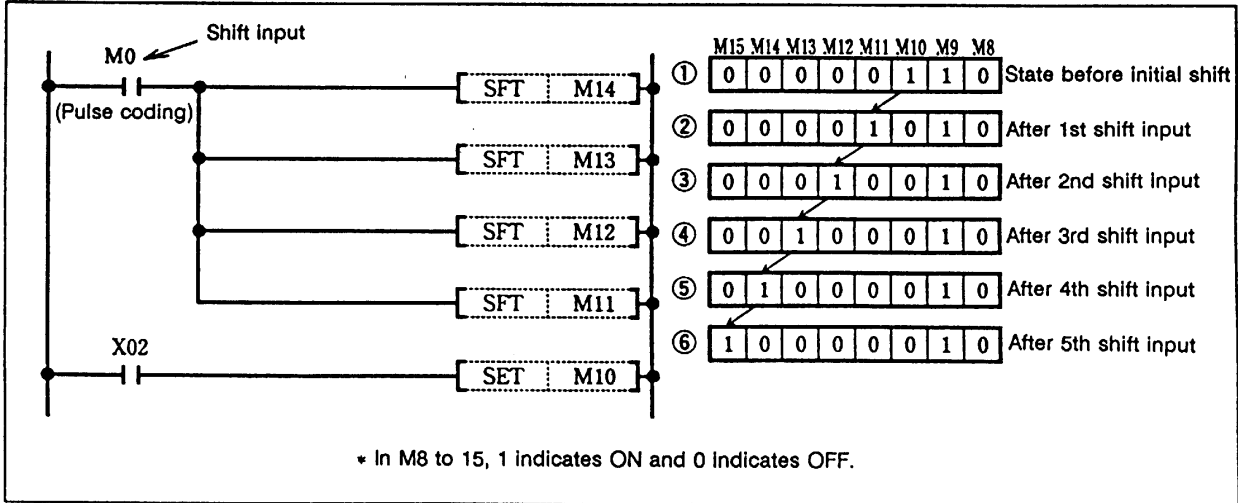 Shift input
M0
(Pulse coding)
SFT M14
SFT M13
SFT M12
SFT M11
X02
SET M10
M15 M14 M13 M12 M11 M10 M9 M8
① 0 0 0 0 0 1 1 0 State before initial shift
② 0 0 0 0 1 0 1 0 After 1st shift input
③ 0 0 0 1 0 0 1 0 After 2nd shift input
④ 0 0 1 0 0 0 1 0 After 3rd shift input
⑤ 0 1 0 0 0 0 1 0 After 4th shift input
⑥ 1 0 0 0 0 0 1 0 After 5th shift input
* In M8 to 15, 1 indicates ON and 0 indicates OFF.